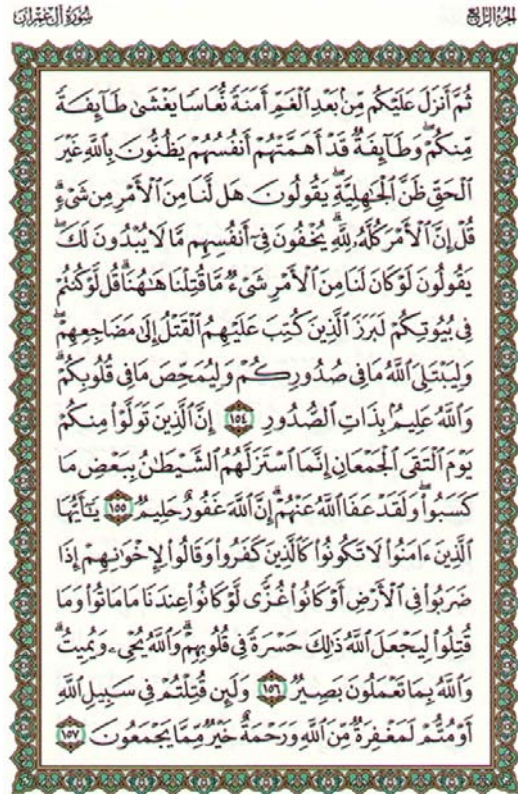 الجزء الرابع
سورة آل عمران
ثُمَّ أَنزَلَ عَلَيْكُم مِّنۢ بَعْدِ ٱلْغَمِّ أَمَنَةً نُّعَاسًا يَغْشَىٰ طَآئِفَةً
مِّنكُمْ ۖ وَطَآئِفَةٌ قَدْ أَهَمَّتْهُمْ أَنفُسُهُمْ يَظُنُّونَ بِٱللَّهِ غَيْرَ
ٱلْحَقِّ ظَنَّ ٱلْجَٰهِلِيَّةِ ۖ يَقُولُونَ هَل لَّنَا مِنَ ٱلْأَمْرِ مِن شَىْءٍ ۗ
قُلْ إِنَّ ٱلْأَمْرَ كُلَّهُۥ لِلَّهِ ۗ يُخْفُونَ فِىٓ أَنفُسِهِم مَّا لَا يُبْدُونَ لَكَ ۖ
يَقُولُونَ لَوْ كَانَ لَنَا مِنَ ٱلْأَمْرِ شَىْءٌ مَّا قُتِلْنَا هَٰهُنَا ۗ قُل لَّوْ كُنتُمْ
فِى بُيُوتِكُمْ لَبَرَزَ ٱلَّذِينَ كُتِبَ عَلَيْهِمُ ٱلْقَتْلُ إِلَىٰ مَضَاجِعِهِمْ ۖ
وَلِيَبْتَلِىَ ٱللَّهُ مَا فِى صُدُورِكُمْ وَلِيُمَحِّصَ مَا فِى قُلُوبِكُمْ ۗ
وَٱللَّهُ عَلِيمٌۢ بِذَاتِ ٱلصُّدُورِ ١٥٤ إِنَّ ٱلَّذِينَ تَوَلَّوْا۟ مِنكُمْ
يَوْمَ ٱلْتَقَى ٱلْجَمْعَانِ إِنَّمَا ٱسْتَزَلَّهُمُ ٱلشَّيْطَٰنُ بِبَعْضِ مَا
كَسَبُوا۟ ۖ وَلَقَدْ عَفَا ٱللَّهُ عَنْهُمْ ۗ إِنَّ ٱللَّهَ غَفُورٌ حَلِيمٌ ١٥٥ يَٰٓأَيُّهَا
ٱلَّذِينَ ءَامَنُوا۟ لَا تَكُونُوا۟ كَٱلَّذِينَ كَفَرُوا۟ وَقَالُوا۟ لِإِخْوَٰنِهِمْ إِذَا
ضَرَبُوا۟ فِى ٱلْأَرْضِ أَوْ كَانُوا۟ غُزًّى لَّوْ كَانُوا۟ عِندَنَا مَا مَاتُوا۟ وَمَا
قُتِلُوا۟ لِيَجْعَلَ ٱللَّهُ ذَٰلِكَ حَسْرَةً فِى قُلُوبِهِمْ ۗ وَٱللَّهُ يُحْىِۦ وَيُمِيتُ ۗ
وَٱللَّهُ بِمَا تَعْمَلُونَ بَصِيرٌ ١٥٦ وَلَئِن قُتِلْتُمْ فِى سَبِيلِ ٱللَّهِ
أَوْ مُتُّمْ لَمَغْفِرَةٌ مِّنَ ٱللَّهِ وَرَحْمَةٌ خَيْرٌ مِّمَّا يَجْمَعُونَ ١٥٧